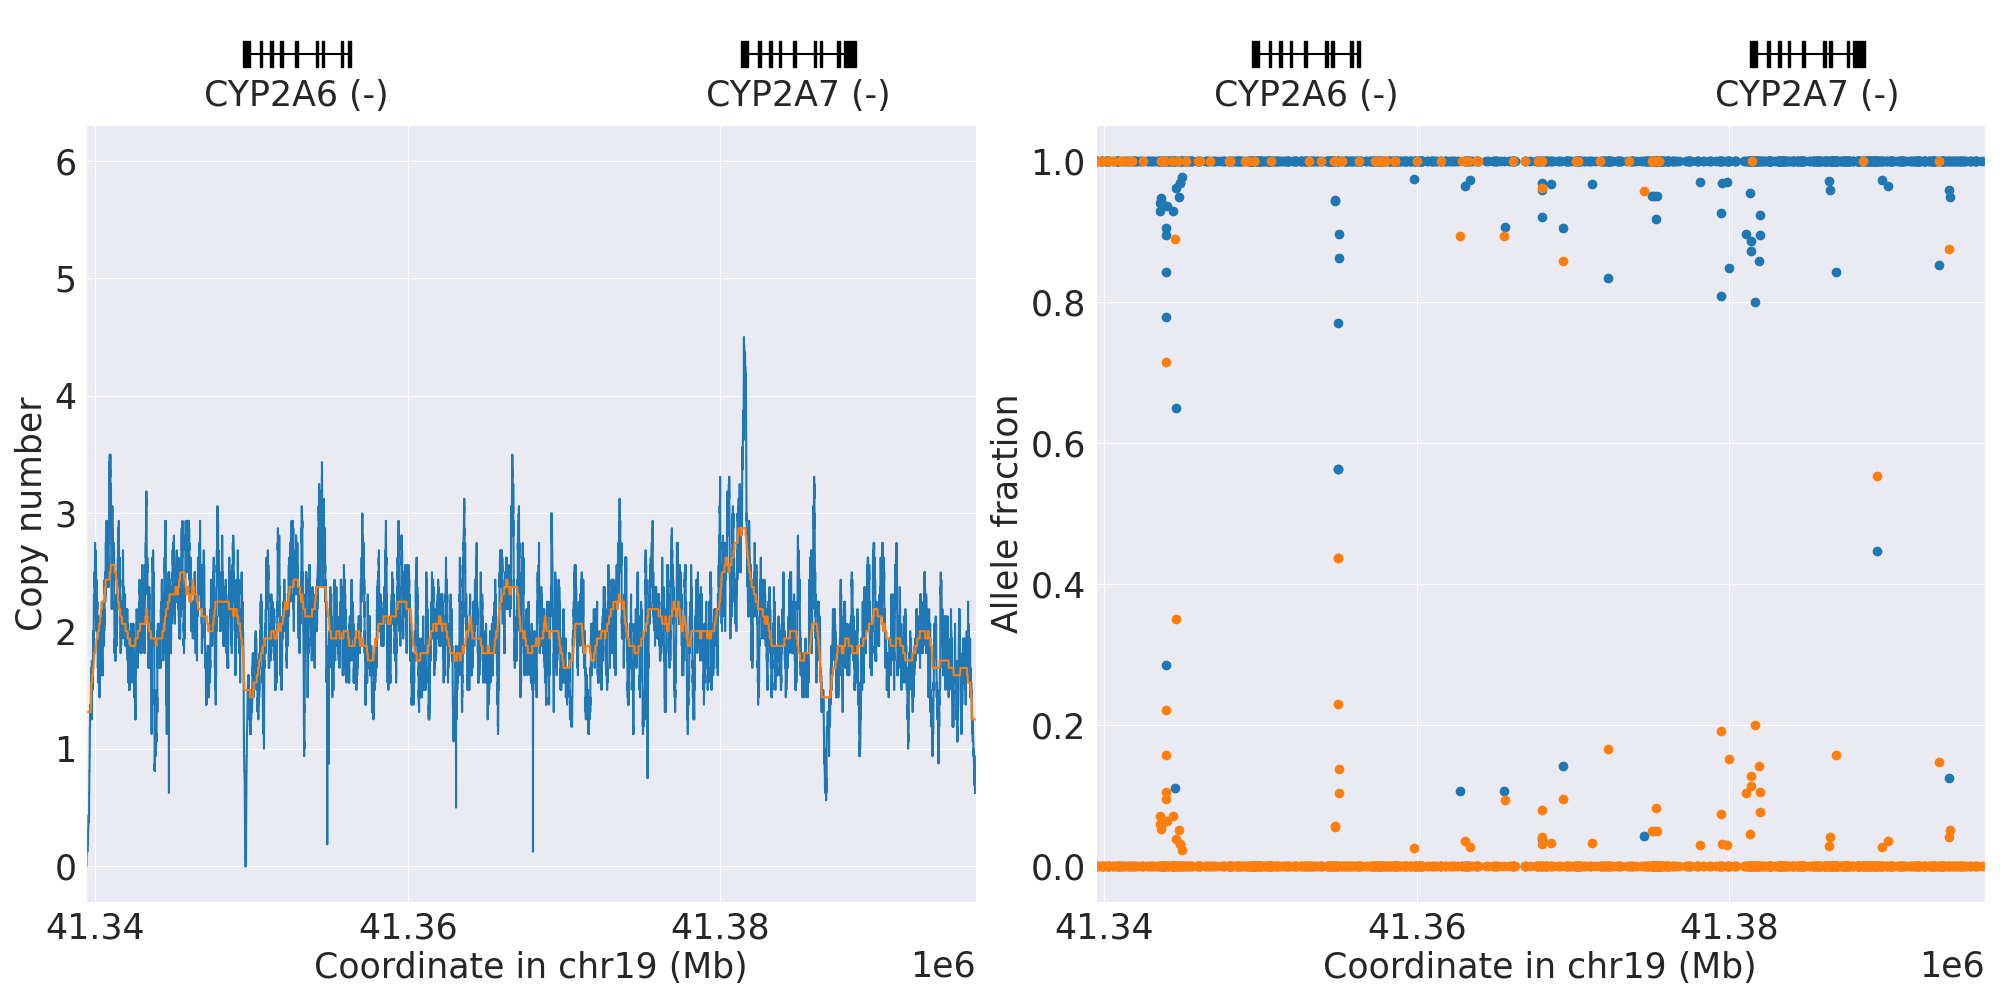 CYP2A6 (-)
CYP2A7 (-)
6
5
4
3
2
1
0
Copy number
41.34
41.36
41.38
Coordinate in chr19 (Mb)
1e6
CYP2A6 (-)
CYP2A7 (-)
1.0
0.8
0.6
0.4
0.2
0.0
Allele fraction
41.34
41.36
41.38
Coordinate in chr19 (Mb)
1e6